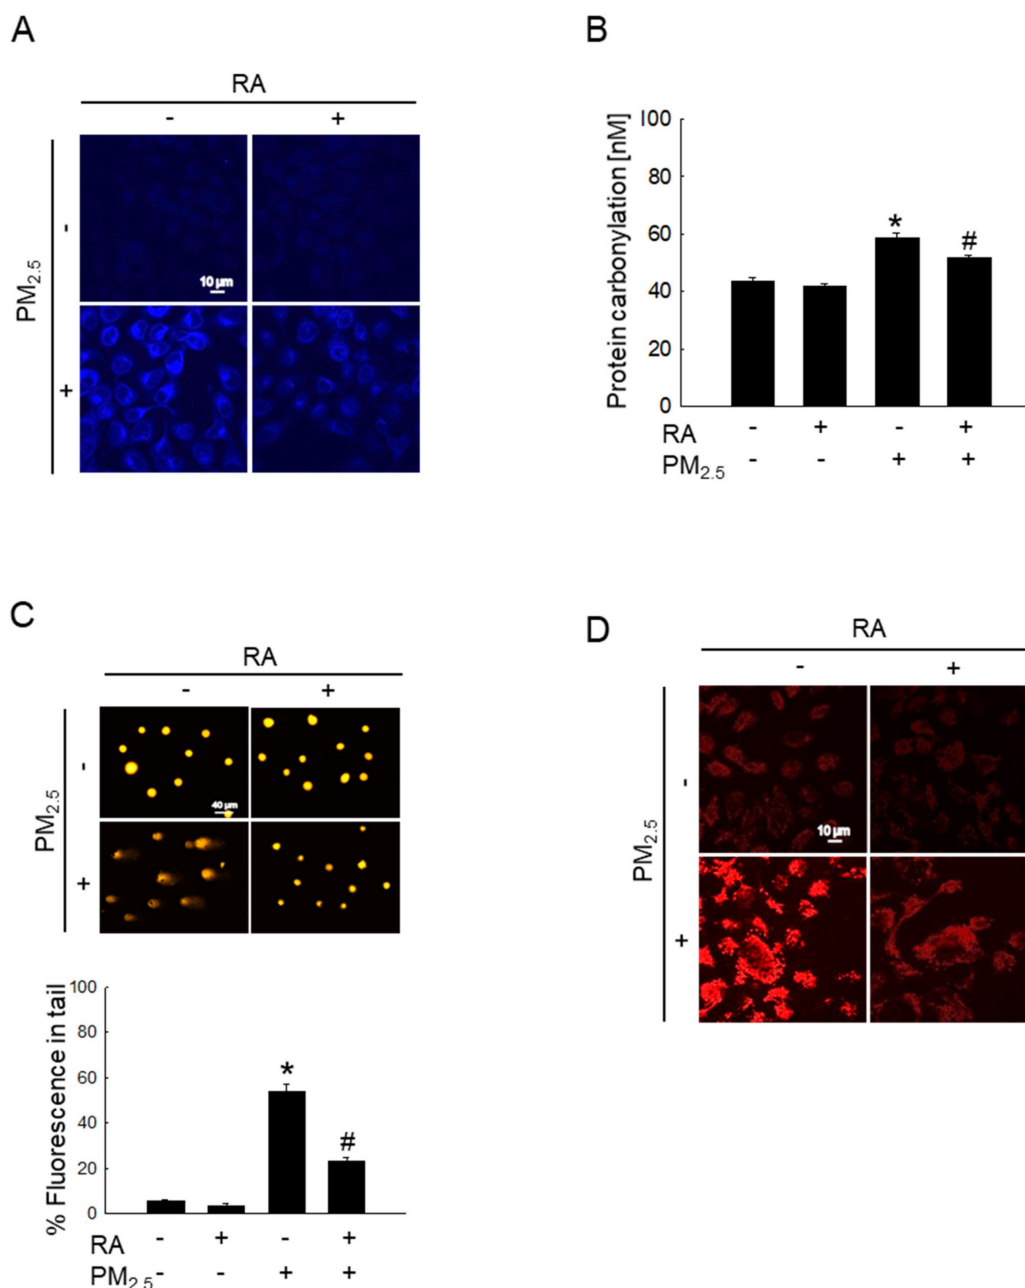 A
RA
- +
PM2.5
-
+
10 µm
B
Protein carbonylation [nM]
100
80
60
40
20
0
*
#
RA - + - +
PM2.5 - - + +
C
RA
- +
PM2.5
-
+
40 µm
% Fluorescence in tail
100
80
60
40
20
0
*
#
RA - + - +
PM2.5 - - + +
D
RA
- +
PM2.5
-
+
10 µm